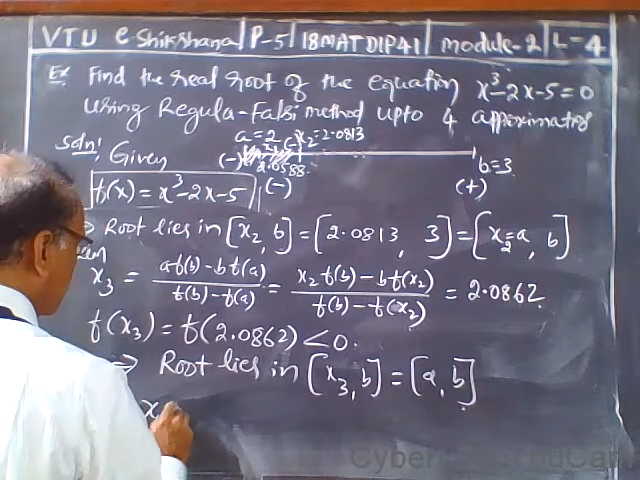 VTU e-Shikshana | P-5 | 18MATDIP41 | module-2 | L-4
Ex Find the real root of the equation x³-2x-5=0
using Regula-Falsi method upto 4 approximatns
Soln! Given
a=2 x₂=2.0813
(-) (-)
2.0588
b=3
f(x)=x³-2x-5
(-) (+)
⇒ Root lies in [x₂, b] = [2.0813, 3] = [x₂=a, b]
x₃ = af(b)-bf(a) / f(b)-f(a) = x₂f(b)-bf(x₂) / f(b)-f(x₂) = 2.0862
f(x₃) = f(2.0862) < 0.
⇒ Root lies in [x₃, b] = [a, b]
x